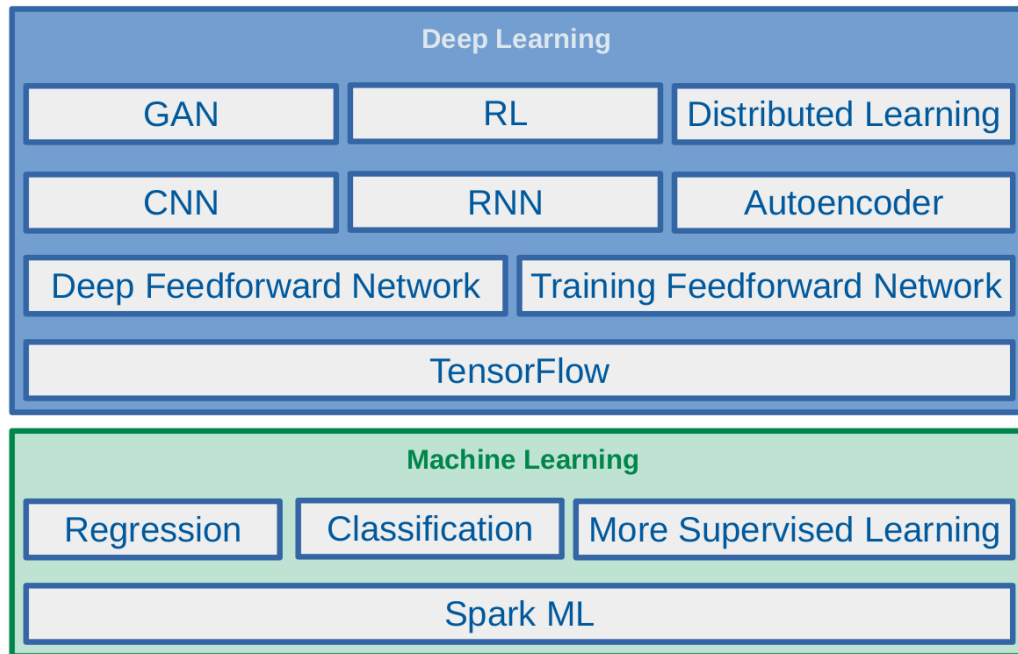 Deep Learning
GAN
RL
Distributed Learning
CNN
RNN
Autoencoder
Deep Feedforward Network
Training Feedforward Network
TensorFlow
Machine Learning
Regression
Classification
More Supervised Learning
Spark ML